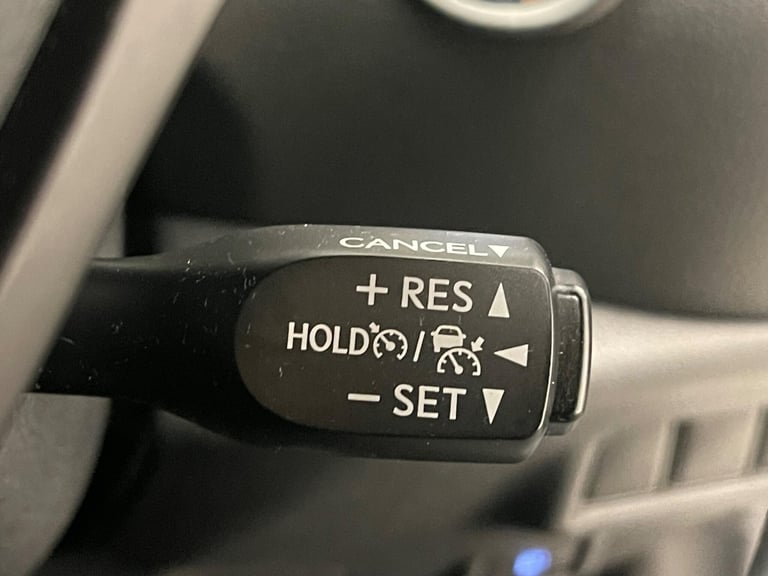 CANCEL▼
+ RES ▲
HOLD / ◀
− SET ▼